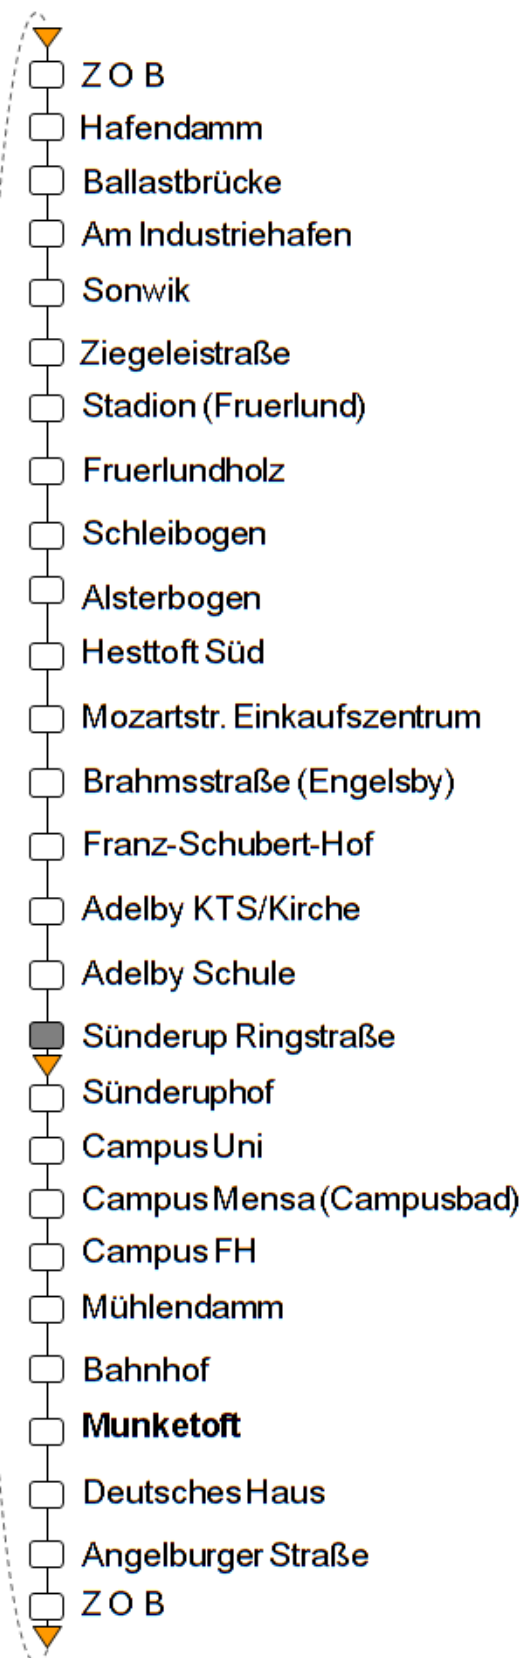 Z O B
Hafendamm
Ballastbrücke
Am Industriehafen
Sonwik
Ziegeleistraße
Stadion (Fruerlund)
Fruerlundholz
Schleibogen
Alsterbogen
Hesttoft Süd
Mozartstr. Einkaufszentrum
Brahmsstraße (Engelsby)
Franz-Schubert-Hof
Adelby KTS/Kirche
Adelby Schule
Sünderup Ringstraße
Sünderuphof
Campus Uni
Campus Mensa (Campusbad)
Campus FH
Mühlendamm
Bahnhof
Munketoft
Deutsches Haus
Angelburger Straße
Z O B